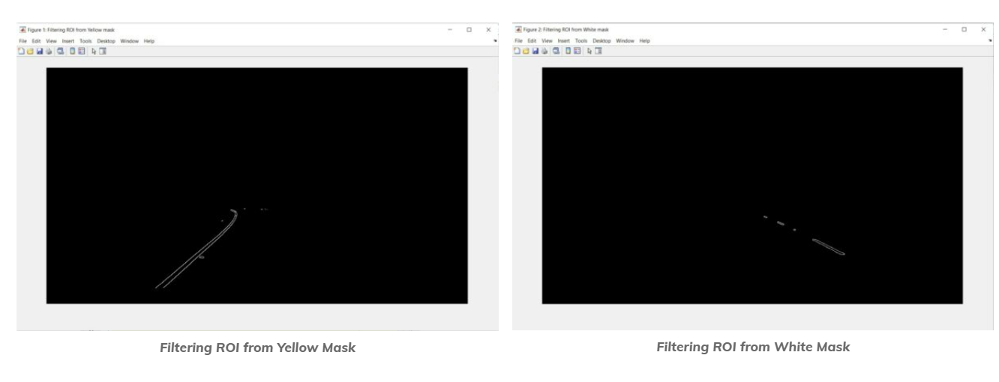 Figure 1: Filtering ROI from Yellow mask
File Edit View Insert Tools Desktop Window Help
Figure 2: Filtering ROI from White mask
File Edit View Insert Tools Desktop Window Help
Filtering ROI from Yellow Mask
Filtering ROI from White Mask